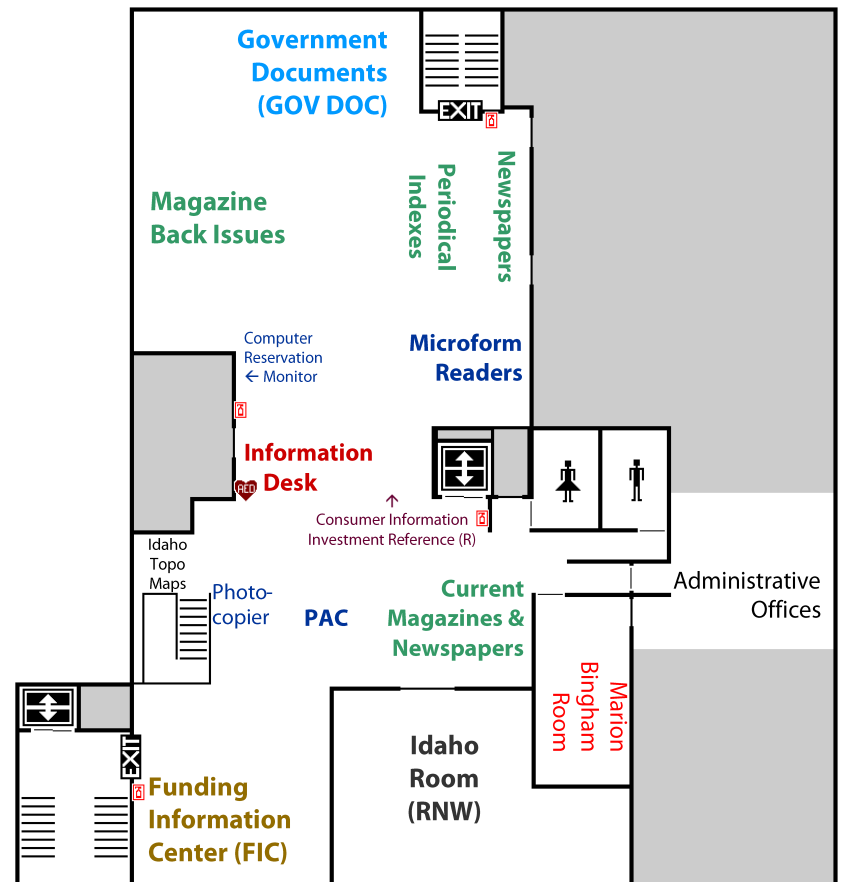 Government
Documents
(GOV DOC)
EXIT
Newspapers
Periodical
Indexes
Magazine
Back Issues
Computer
Reservation
← Monitor
Microform
Readers
Information
Desk
AED
↑
Consumer Information
Investment Reference (R)
Idaho
Topo
Maps
Photo-
copier
PAC
Current
Magazines &
Newspapers
Administrative
Offices
Marion
Bingham
Room
Idaho
Room
(RNW)
EXIT
Funding
Information
Center (FIC)